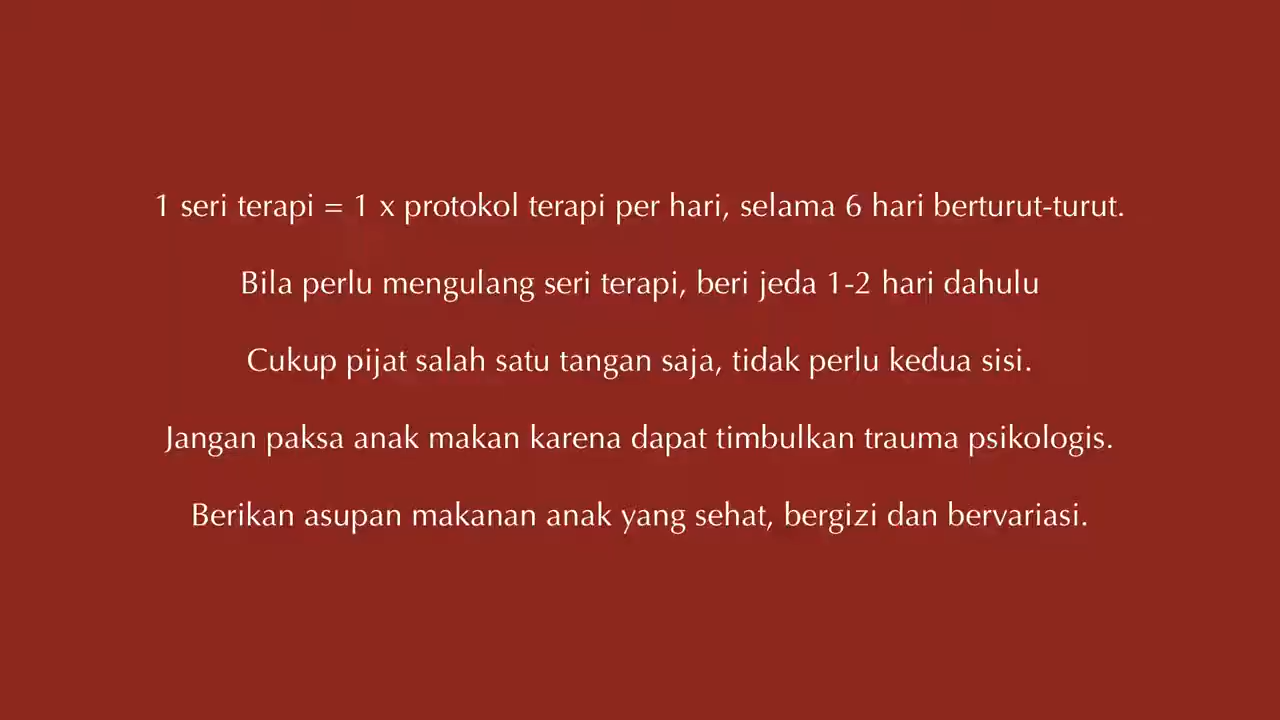 1 seri terapi = 1 x protokol terapi per hari, selama 6 hari berturut-turut.
Bila perlu mengulang seri terapi, beri jeda 1-2 hari dahulu
Cukup pijat salah satu tangan saja, tidak perlu kedua sisi.
Jangan paksa anak makan karena dapat timbulkan trauma psikologis.
Berikan asupan makanan anak yang sehat, bergizi dan bervariasi.